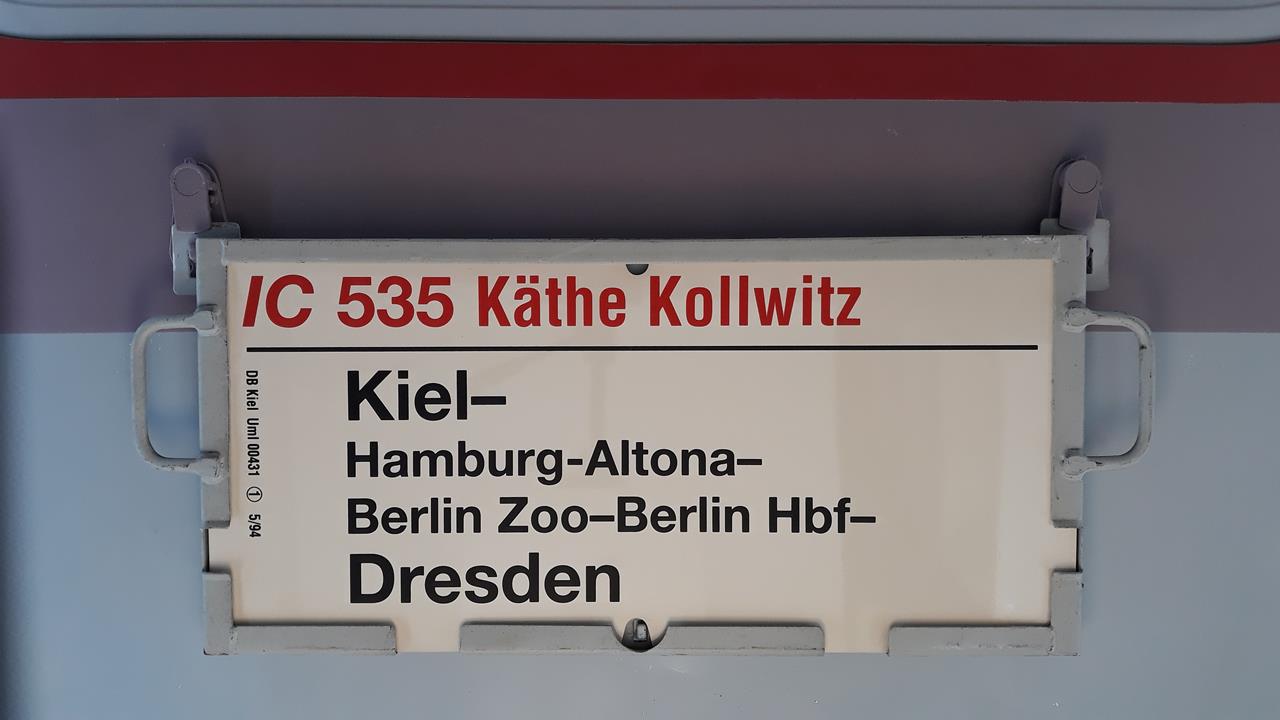 IC 535 Käthe Kollwitz
Kiel–
Hamburg-Altona–
Berlin Zoo–Berlin Hbf–
Dresden
DB Kiel Uml 00431 ① 5/94